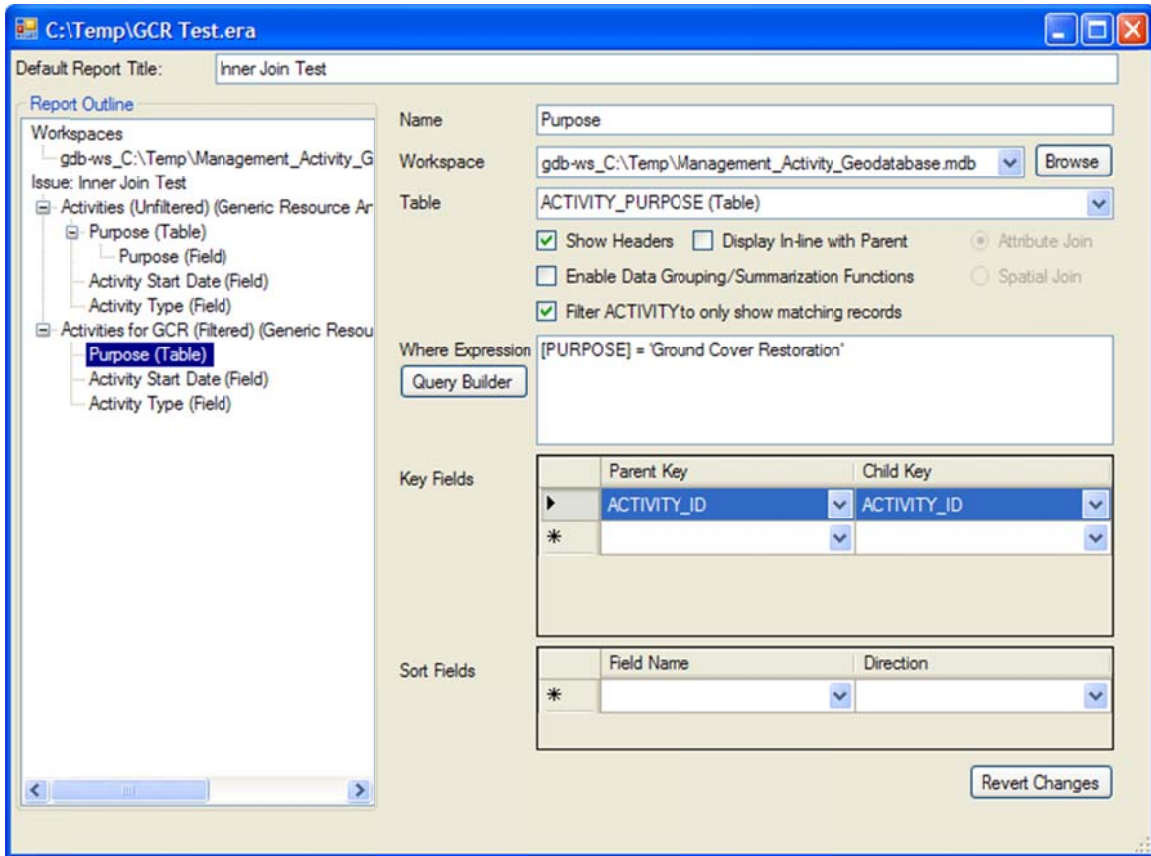 C:\Temp\GCR Test.era
Default Report Title:
Inner Join Test
Report Outline
Workspaces
gdb-ws_C:\Temp\Management_Activity_G
Issue: Inner Join Test
Activities (Unfiltered) (Generic Resource An
Purpose (Table)
Purpose (Field)
Activity Start Date (Field)
Activity Type (Field)
Activities for GCR (Filtered) (Generic Resou
Purpose (Table)
Activity Start Date (Field)
Activity Type (Field)
Name
Purpose
Workspace
gdb-ws_C:\Temp\Management_Activity_Geodatabase.mdb
Browse
Table
ACTIVITY_PURPOSE (Table)
Show Headers
Display In-line with Parent
Attribute Join
Enable Data Grouping/Summarization Functions
Spatial Join
Filter ACTIVITY to only show matching records
Where Expression
[PURPOSE] = 'Ground Cover Restoration'
Query Builder
Key Fields
Parent Key
Child Key
ACTIVITY_ID
ACTIVITY_ID
Sort Fields
Field Name
Direction
Revert Changes